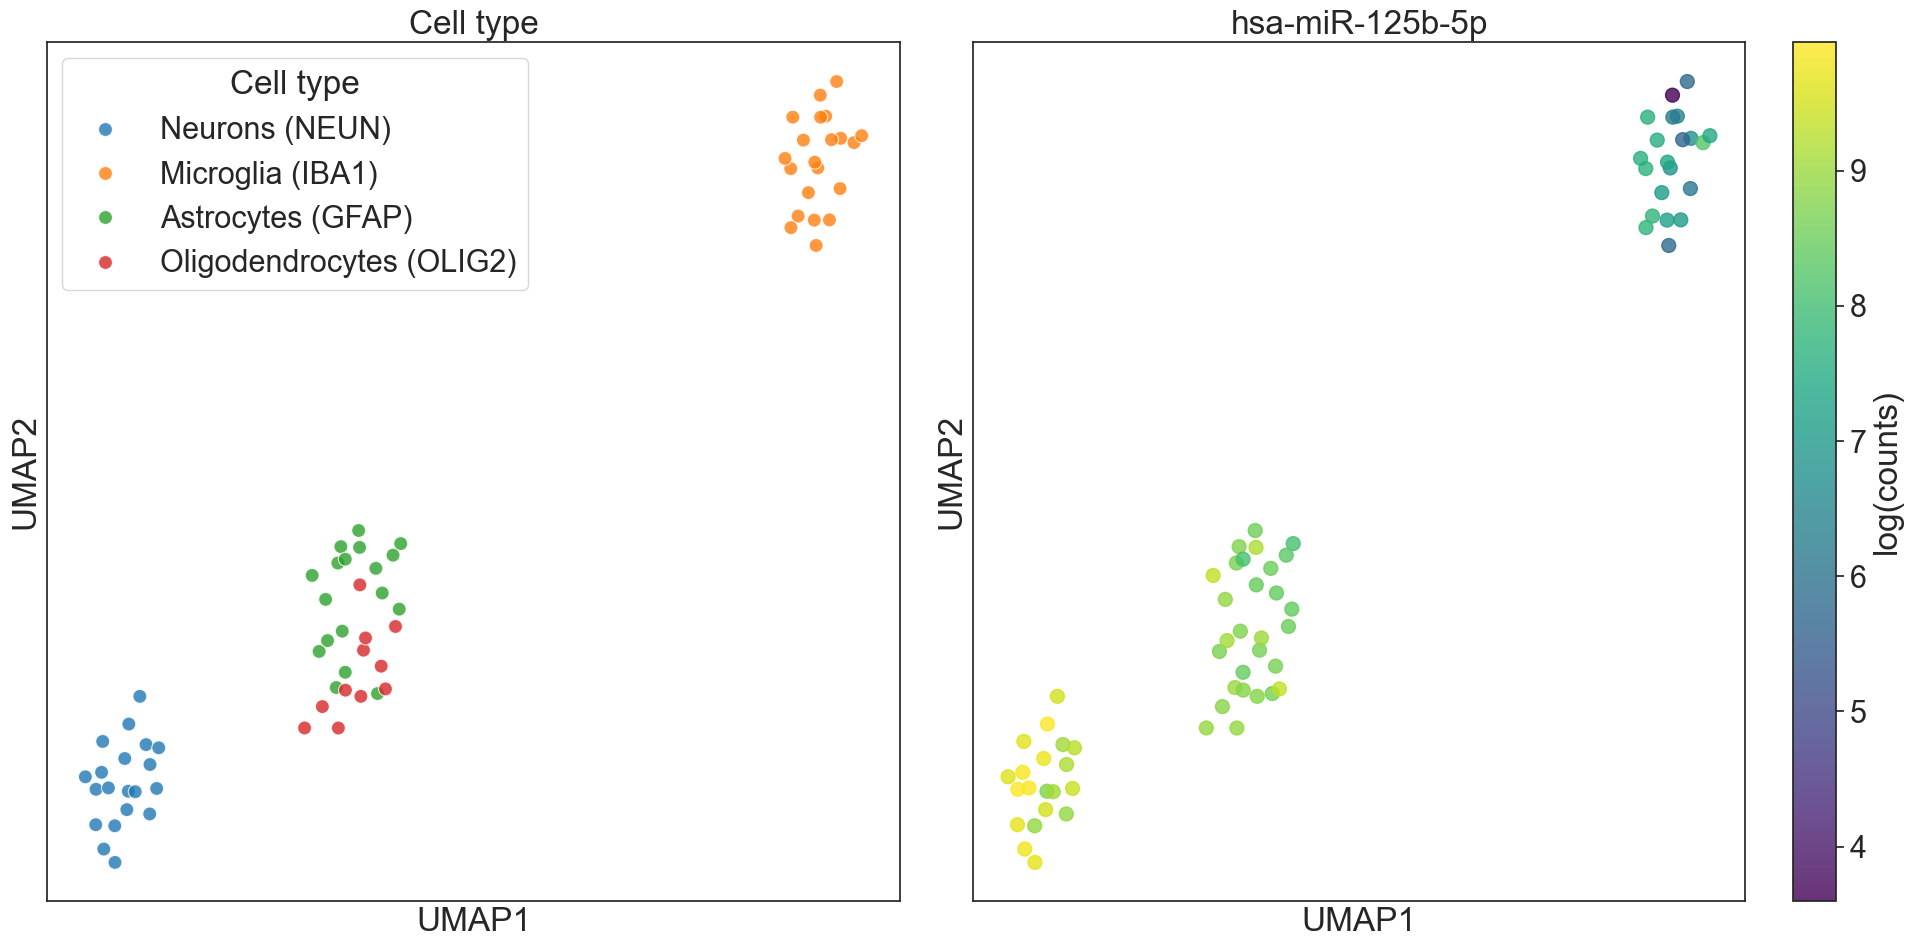 Cell type
Cell type
Neurons (NEUN)
Microglia (IBA1)
Astrocytes (GFAP)
Oligodendrocytes (OLIG2)
UMAP2
UMAP1
hsa-miR-125b-5p
UMAP2
UMAP1
9
8
7
6
5
4
log(counts)